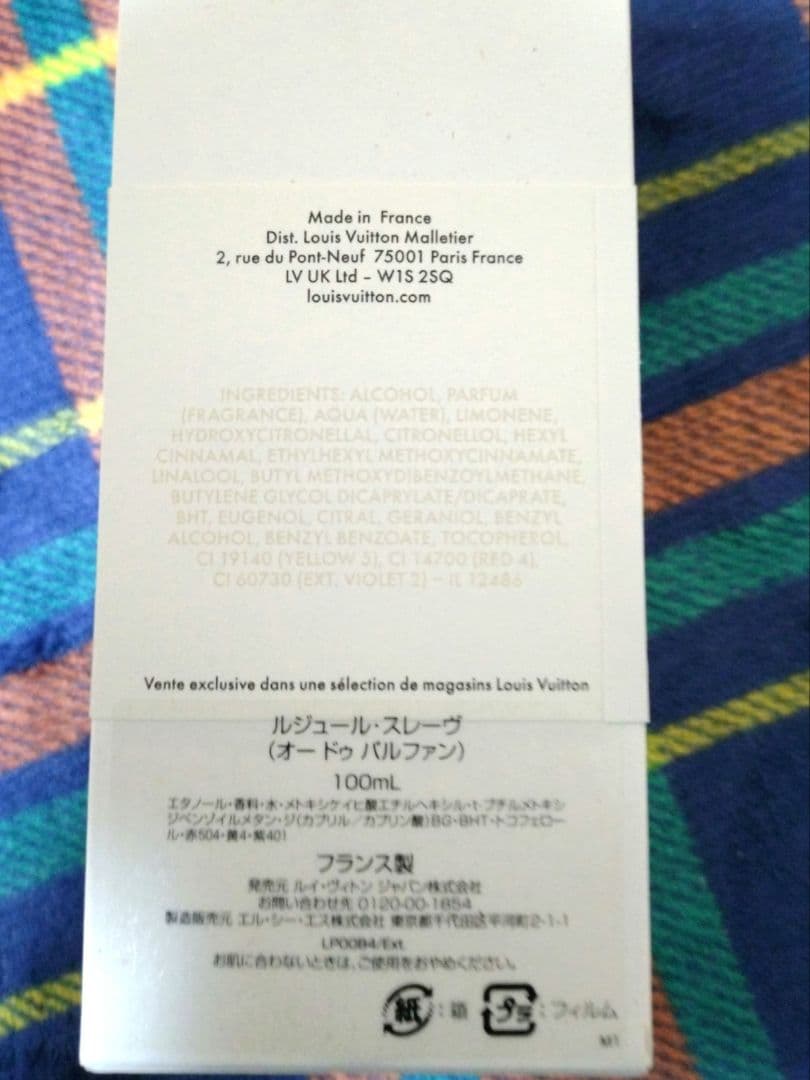 Made in France
Dist. Louis Vuitton Malletier
2, rue du Pont-Neuf 75001 Paris France
LV UK Ltd – W1S 2SQ
louisvuitton.com
INGREDIENTS: ALCOHOL, PARFUM
(FRAGRANCE), AQUA (WATER), LIMONENE,
HYDROXYCITRONELLAL, CITRONELLOL, HEXYL
CINNAMAL, ETHYLHEXYL METHOXYCINNAMATE,
LINALOOL, BUTYL METHOXYDIBENZOYLMETHANE,
BUTYLENE GLYCOL DICAPRYLATE/DICAPRATE,
BHT, EUGENOL, CITRAL, GERANIOL, BENZYL
ALCOHOL, BENZYL BENZOATE, TOCOPHEROL,
CI 19140 (YELLOW 5), CI 14700 (RED 4),
CI 60730 (EXT. VIOLET 2) – IL 12486
Vente exclusive dans une sélection de magasins Louis Vuitton
ルジュール・スレーヴ
(オー ドゥ パルファン)
100mL
エタノール・香料・水・メトキシケイヒ酸エチルヘキシル・t-ブチルメトキシ
ジベンゾイルメタン・ジ(カプリル/カプリン酸)BG・BHT・トコフェロー
ル・赤504・黄4・紫401
フランス製
発売元 ルイ・ヴィトン ジャパン株式会社
お問い合わせ先 0120-00-1854
製造販売元 エル・シー・エス株式会社 東京都千代田区平河町2-1-1
LP00B4/Ext
お肌に合わないときは、ご使用をおやめください。
紙:箱 プラ:フィルム